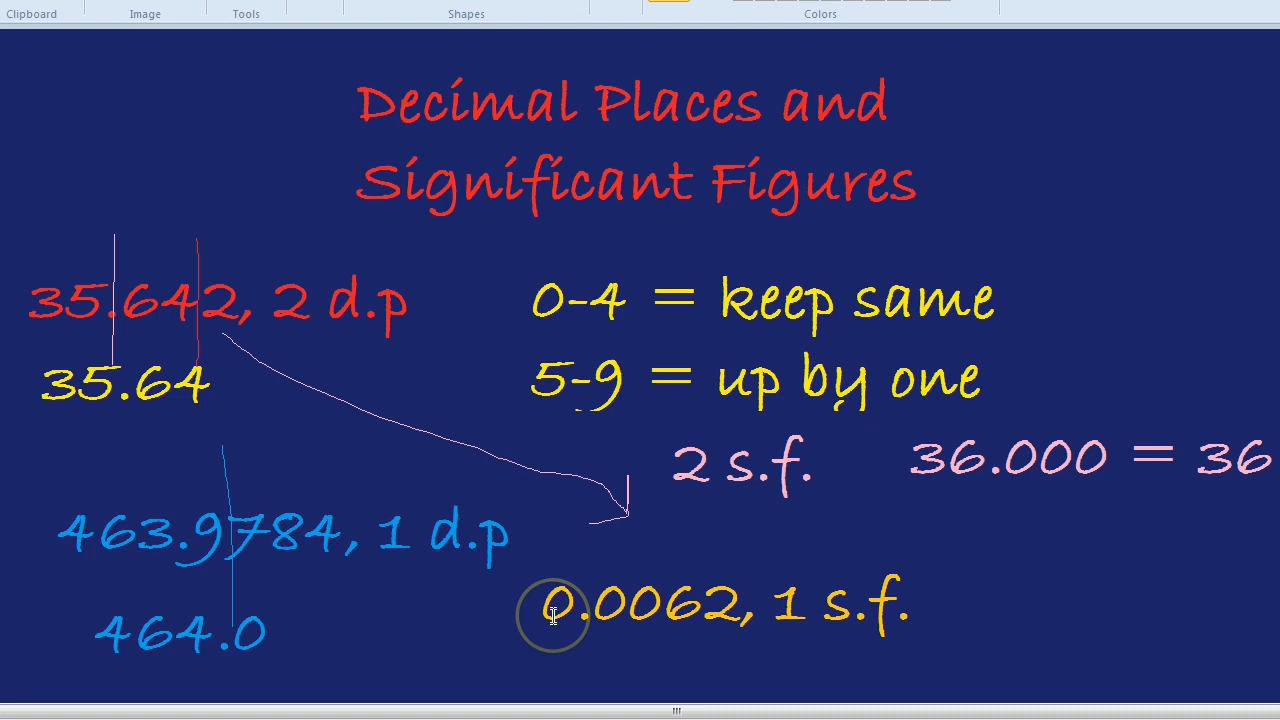 Clipboard Image Tools Shapes Colors
Decimal Places and
Significant Figures
35.642, 2 d.p
35.64
0-4 = keep same
5-9 = up by one
2 s.f. 36.000 = 36
463.9784, 1 d.p
464.0
0.0062, 1 s.f.